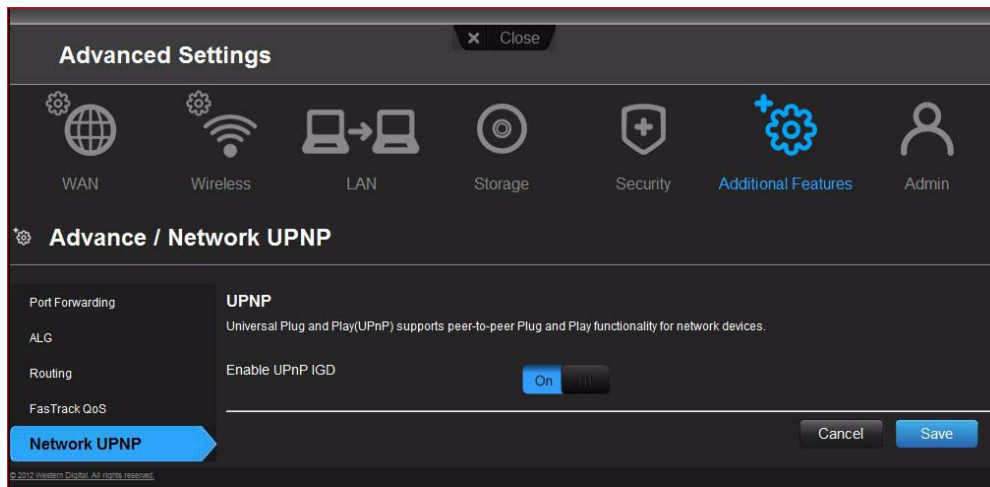 Close
Advanced Settings
WAN
Wireless
LAN
Storage
Security
Additional Features
Admin
Advance / Network UPNP
Port Forwarding
ALG
Routing
FasTrack QoS
Network UPNP
UPNP
Universal Plug and Play(UPnP) supports peer-to-peer Plug and Play functionality for network devices.
Enable UPnP IGD
On
Cancel
Save
© 2012 Western Digital. All rights reserved.